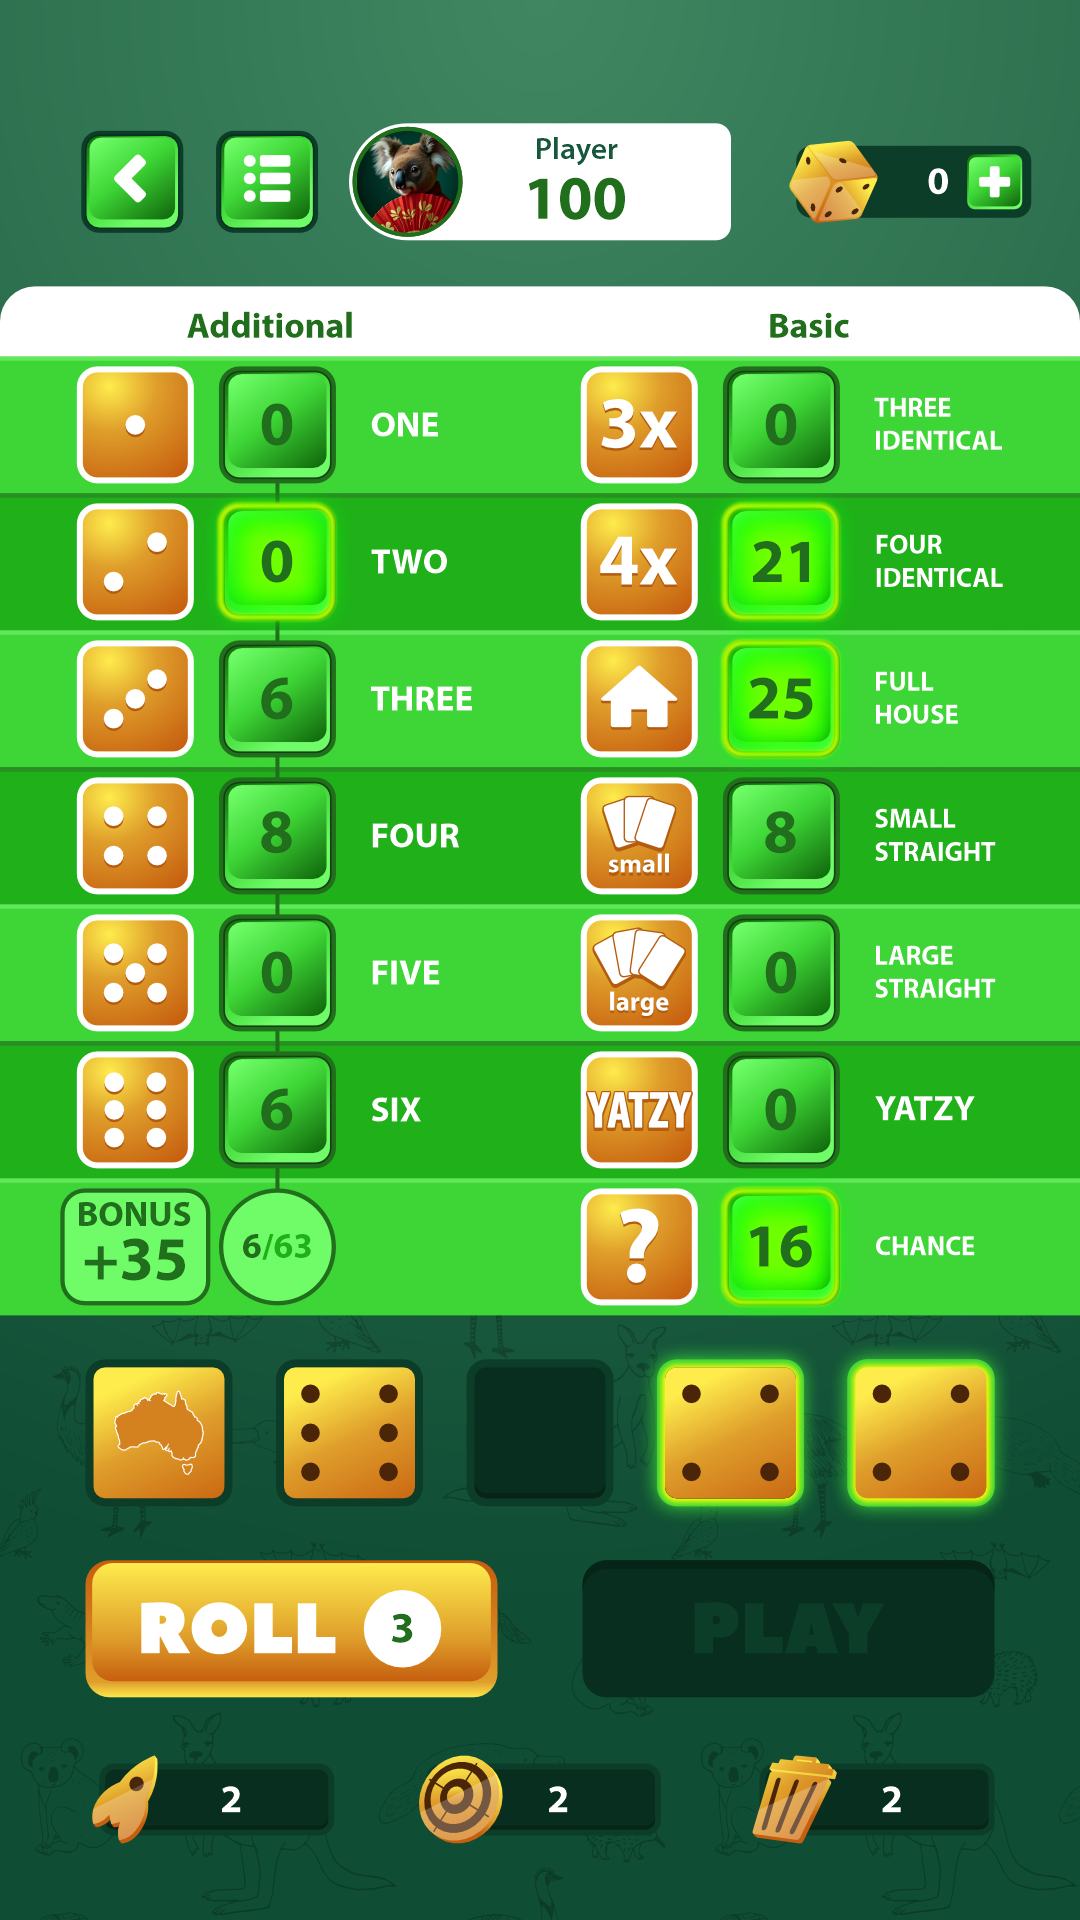 Player
100
0
Additional
Basic
0 ONE
3x 0 THREE IDENTICAL
0 TWO
4x 21 FOUR IDENTICAL
6 THREE
25 FULL HOUSE
8 FOUR
small 8 SMALL STRAIGHT
0 FIVE
large 0 LARGE STRAIGHT
6 SIX
YATZY 0 YATZY
BONUS
+35
6/63
? 16 CHANCE
ROLL 3
PLAY
2
2
2